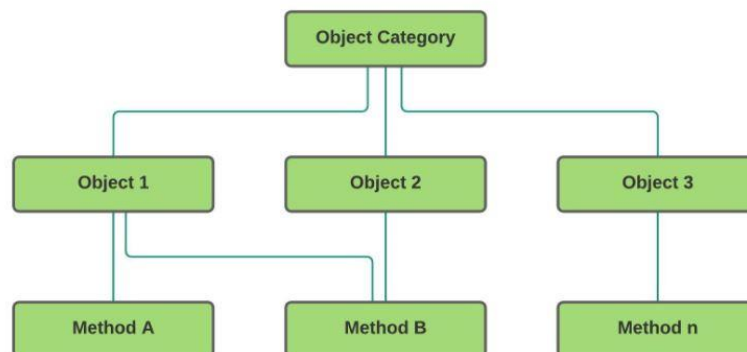 Object Category
Object 1
Object 2
Object 3
Method A
Method B
Method n